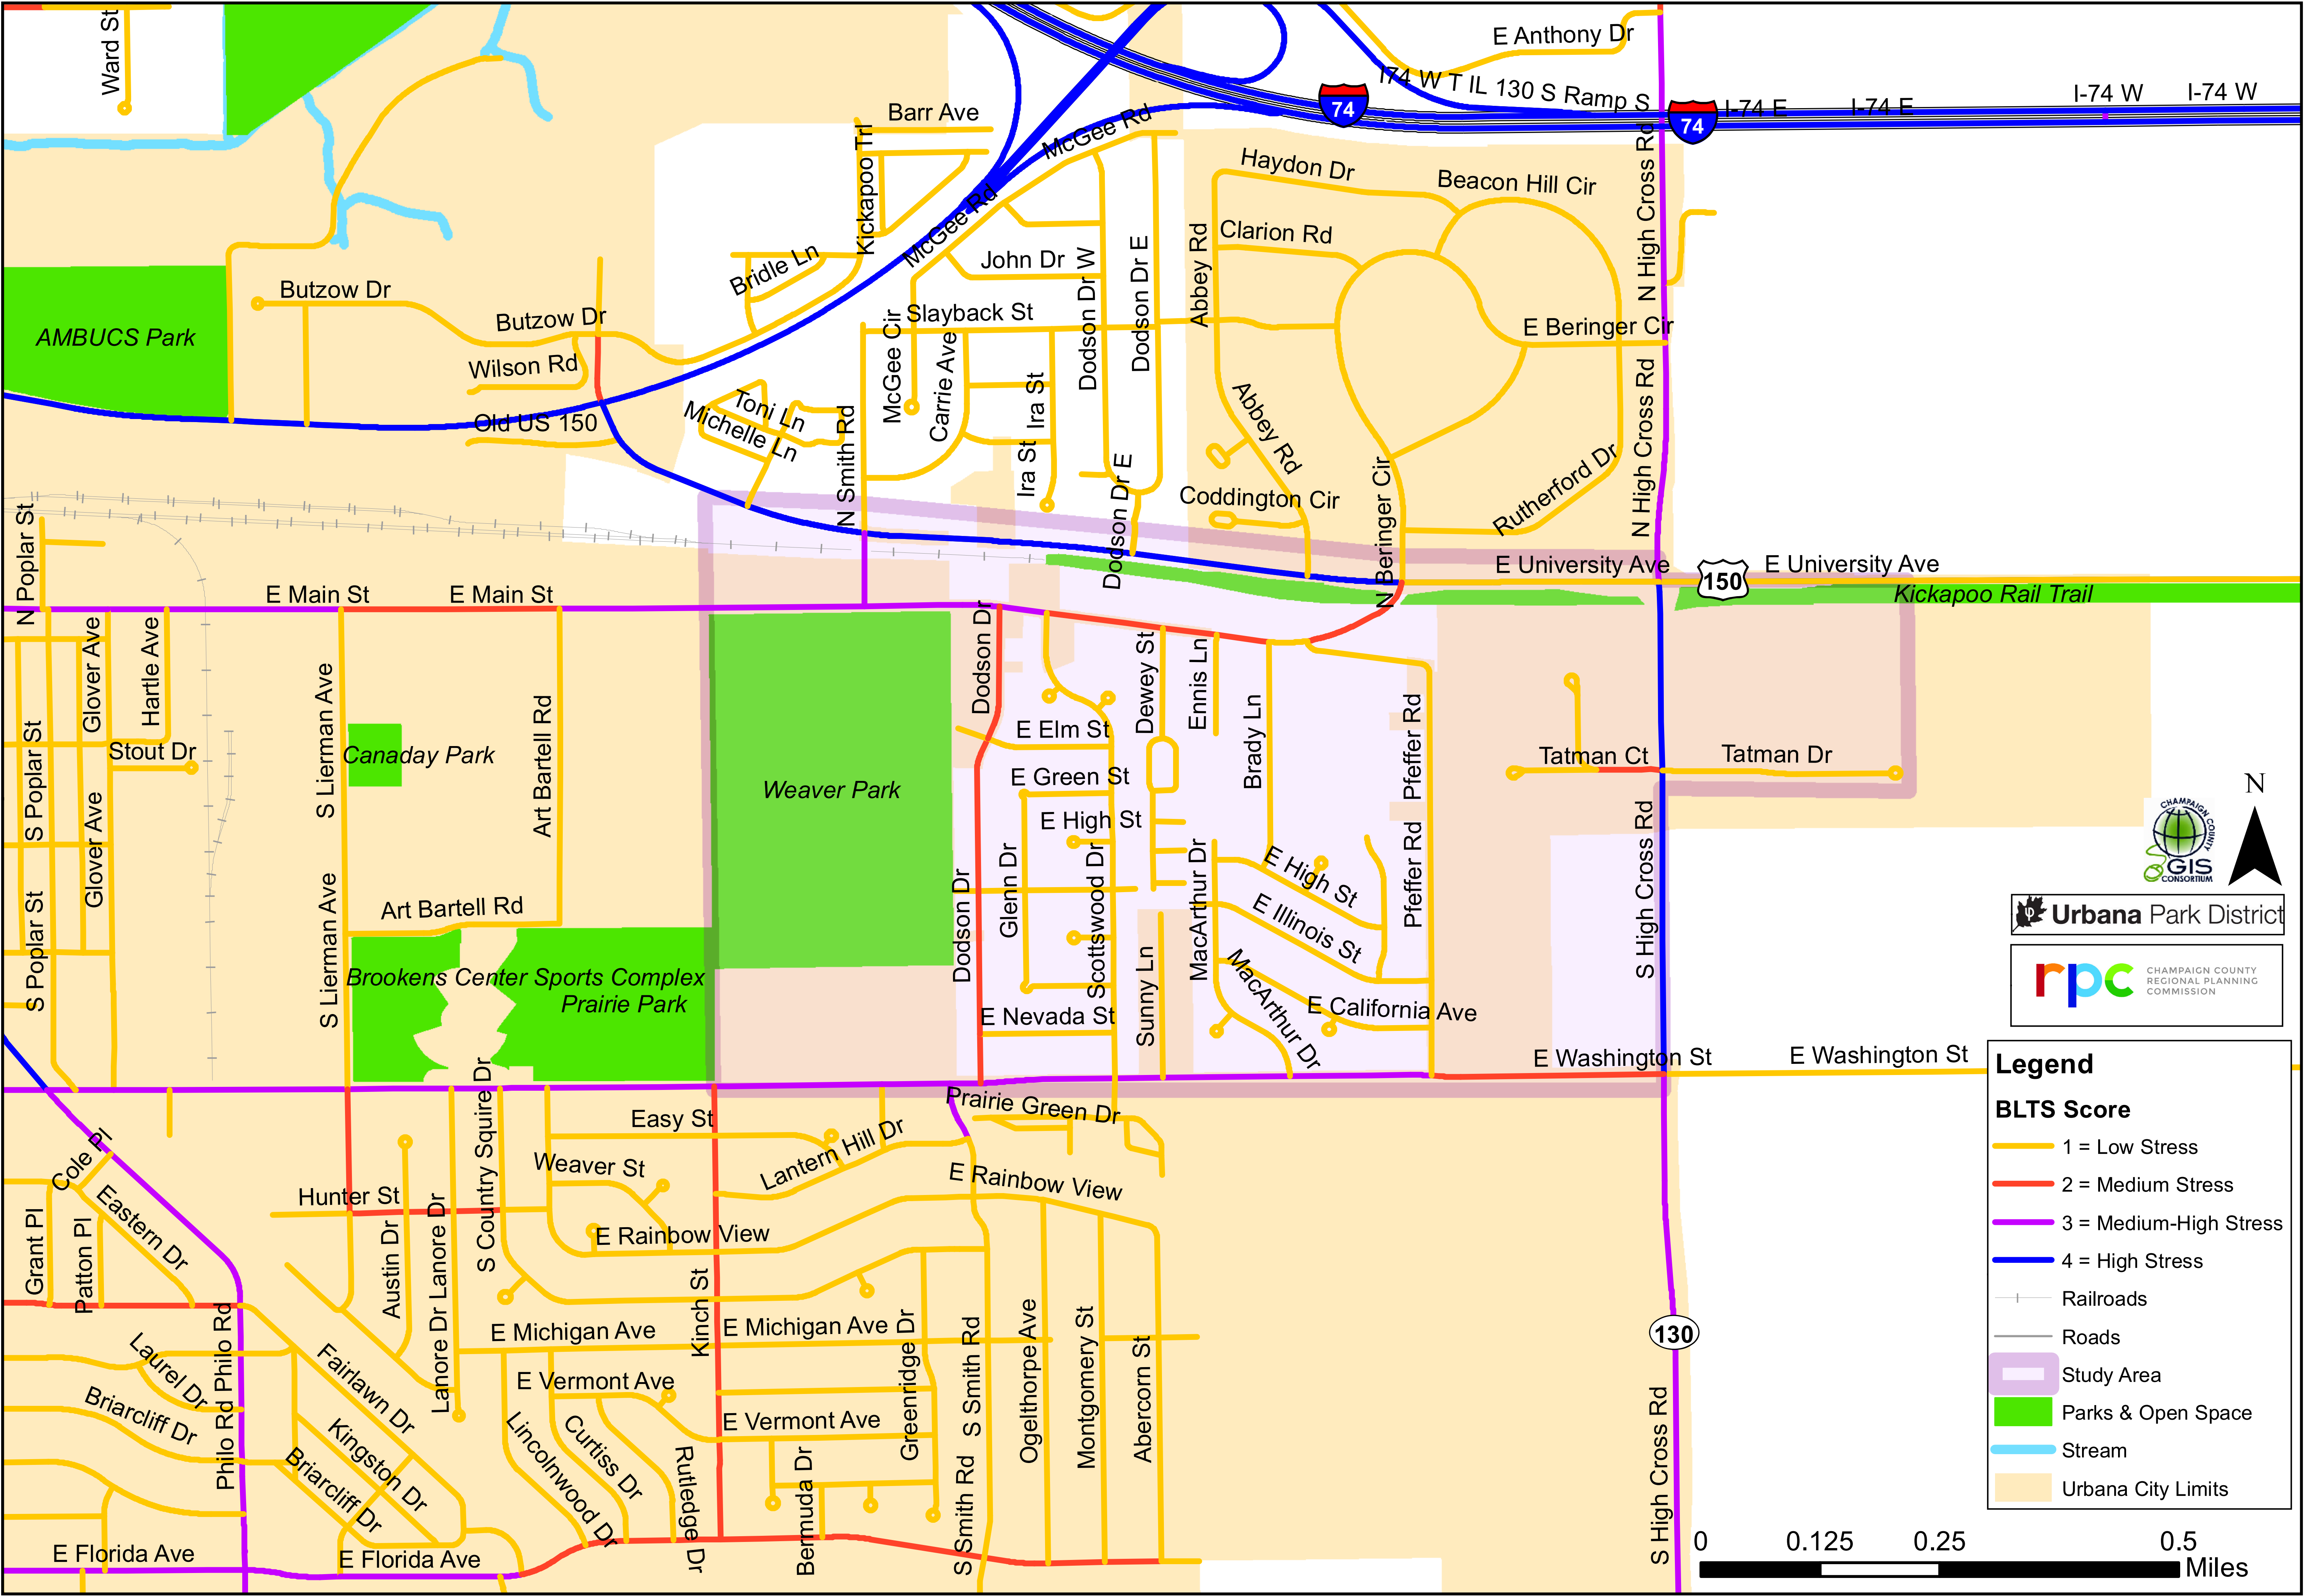 Ward St
E Anthony Dr
I74 W T IL 130 S Ramp S
74
74
I-74 E
I-74 E
I-74 W
I-74 W
Barr Ave
McGee Rd
Kickapoo Trl
McGee Rd
Haydon Dr
Beacon Hill Cir
N High Cross Rd
N High Cross Rd
Clarion Rd
Abbey Rd
John Dr
Dodson Dr W
Dodson Dr E
Bridle Ln
Butzow Dr
Butzow Dr
AMBUCS Park
Slayback St
E Beringer Cir
Wilson Rd
McGee Cir
Carrie Ave
Ira St
N High Cross Rd
Toni Ln
Michelle Ln
Old US 150
N Smith Rd
Abbey Rd
Ira St
Dodson Dr E
Coddington Cir
N Beringer Cir
Rutherford Dr
N Poplar St
E University Ave
150
E University Ave
Kickapoo Rail Trail
E Main St
E Main St
Glover Ave
Hartle Ave
S Lierman Ave
Dodson Dr
Dewey St
Ennis Ln
Brady Ln
Pfeffer Rd
S Poplar St
Stout Dr
Canaday Park
Art Bartell Rd
Weaver Park
E Elm St
E Green St
E High St
Tatman Ct
Tatman Dr
Glover Ave
S Poplar St
S Lierman Ave
Art Bartell Rd
Dodson Dr
Glenn Dr
Scottswood Dr
Sunny Ln
MacArthur Dr
E High St
E Illinois St
Pfeffer Rd
S High Cross Rd
Brookens Center Sports Complex
Prairie Park
MacArthur Dr
E California Ave
E Nevada St
E Washington St
E Washington St
N
CHAMPAIGN COUNTY
GIS
CONSORTIUM
Urbana Park District
rpc
CHAMPAIGN COUNTY
REGIONAL PLANNING
COMMISSION
Prairie Green Dr
Easy St
Lantern Hill Dr
Cole Pl
Eastern Dr
Weaver St
Hunter St
E Rainbow View
E Rainbow View
S Country Squire Dr
Grant Pl
Patton Pl
Austin Dr
Lanore Dr
Lanore Dr
Kinch St
E Michigan Ave
E Michigan Ave
Philo Rd
Philo Rd
Laurel Dr
Fairlawn Dr
Briarcliff Dr
Kingston Dr
Briarcliff Dr
E Vermont Ave
E Vermont Ave
Lincolnwood Dr
Curtiss Dr
Rutledge Dr
Bermuda Dr
Greenridge Dr
S Smith Rd
S Smith Rd
Ogelthorpe Ave
Montgomery St
Abercorn St
130
S High Cross Rd
E Florida Ave
E Florida Ave
Legend
BLTS Score
1 = Low Stress
2 = Medium Stress
3 = Medium-High Stress
4 = High Stress
Railroads
Roads
Study Area
Parks & Open Space
Stream
Urbana City Limits
0 0.125 0.25 0.5
Miles